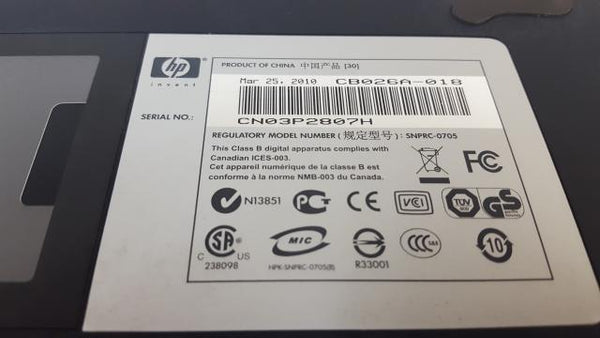 hp
invent
PRODUCT OF CHINA 中国产品 [30]
Mar 25, 2010 CB026A-018
SERIAL NO.:
CN03P2807H
REGULATORY MODEL NUMBER (规定型号): SNPRC-0705
This Class B digital apparatus complies with
Canadian ICES-003.
Cet appareil numérique de la classe B est
conforme à la norme NMB-003 du Canada.
FC
N13851 PCT CE VCI TÜV GS
C SA US
238098
MIC
HPK-SNPRC-0705(B)
R33001
CCC S&E
10